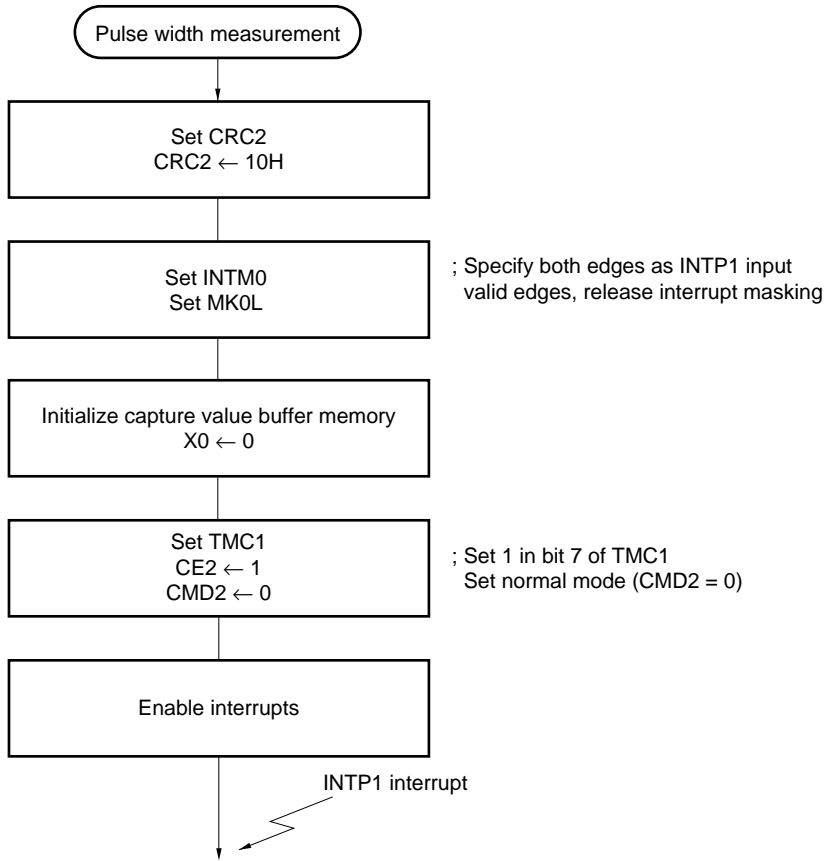 Pulse width measurement
Set CRC2
CRC2 ← 10H
Set INTM0
Set MK0L
; Specify both edges as INTP1 input
valid edges, release interrupt masking
Initialize capture value buffer memory
X0 ← 0
Set TMC1
CE2 ← 1
CMD2 ← 0
; Set 1 in bit 7 of TMC1
Set normal mode (CMD2 = 0)
Enable interrupts
INTP1 interrupt